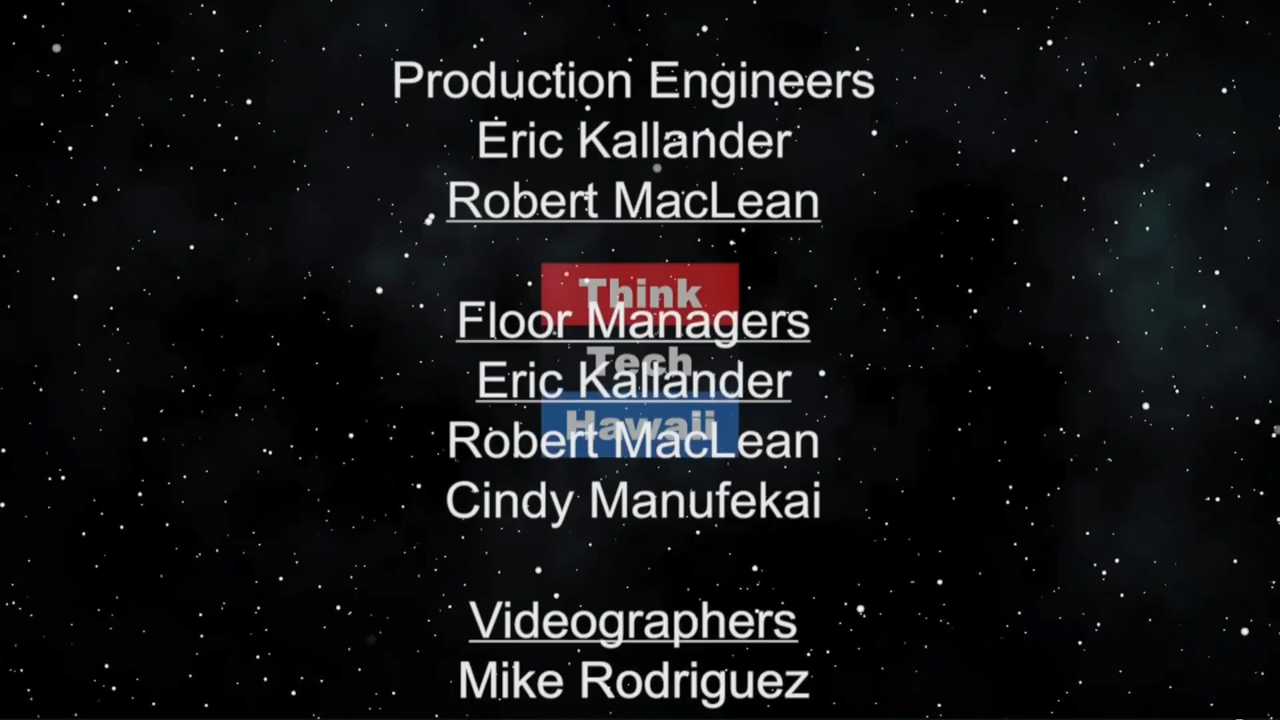 Production Engineers
Eric Kallander
Robert MacLean
Think
Floor Managers
Tech
Eric Kallander
Hawaii
Robert MacLean
Cindy Manufekai
Videographers
Mike Rodriguez